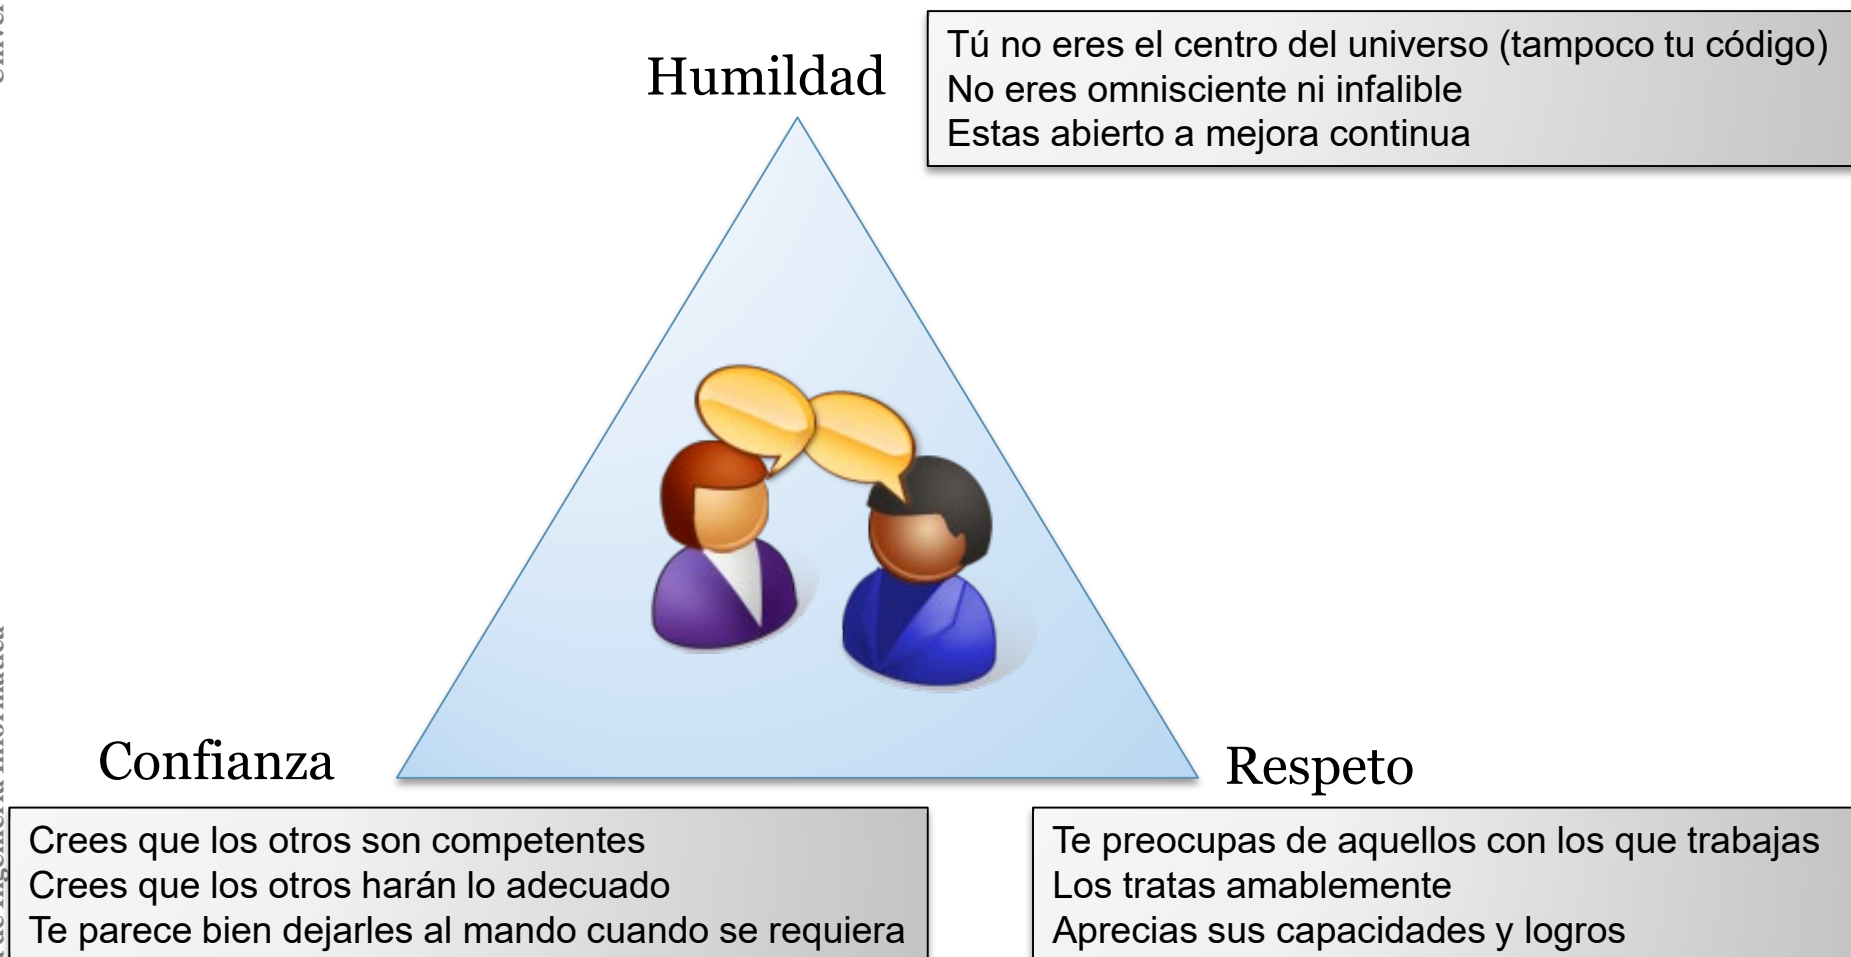 Humildad
Tú no eres el centro del universo (tampoco tu código)
No eres omnisciente ni infalible
Estas abierto a mejora continua
Confianza
Respeto
Crees que los otros son competentes
Crees que los otros harán lo adecuado
Te parece bien dejarles al mando cuando se requiera
Te preocupas de aquellos con los que trabajas
Los tratas amablemente
Aprecias sus capacidades y logros